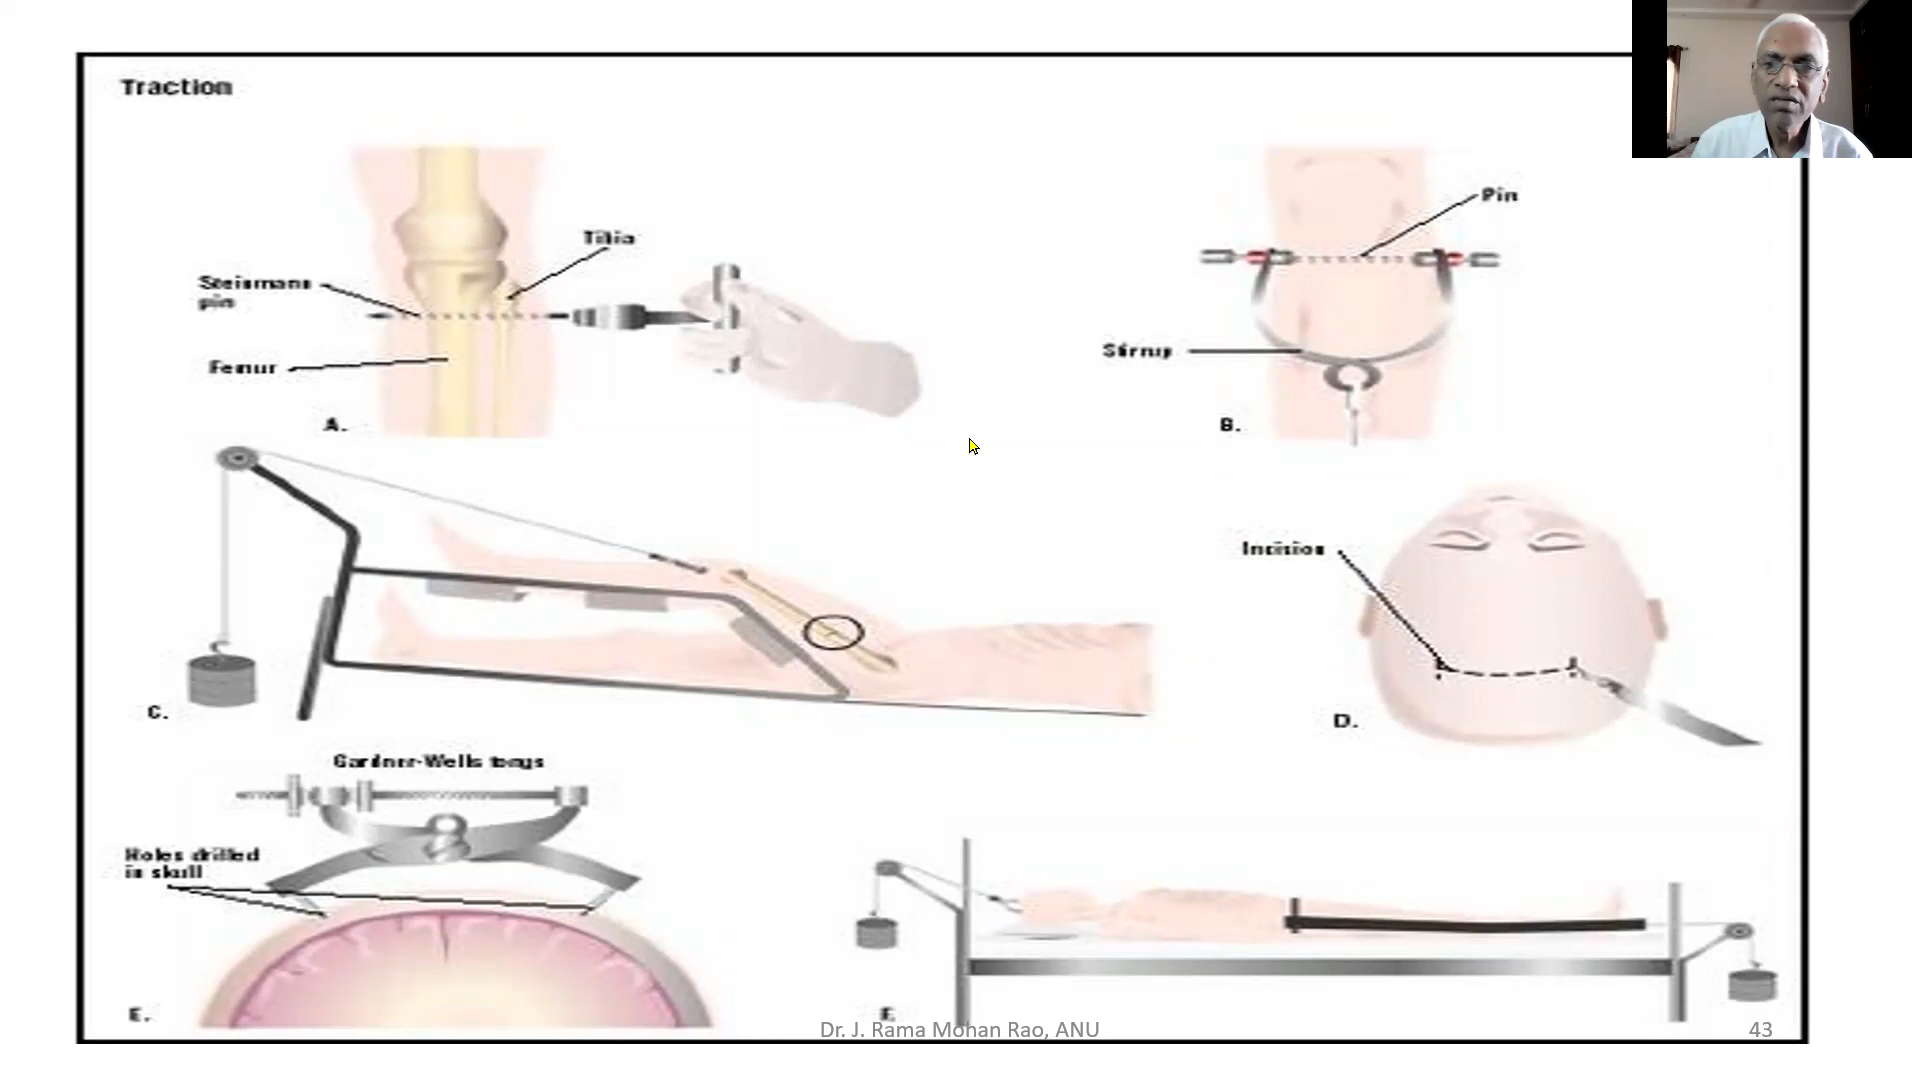 Traction
Tibia
Steinmann
pin
Femur
A.
Pin
Stirrup
B.
C.
Incision
D.
Gardner-Wells tongs
Holes drilled
in skull
E.
F.
Dr. J. Rama Mohan Rao, ANU
43